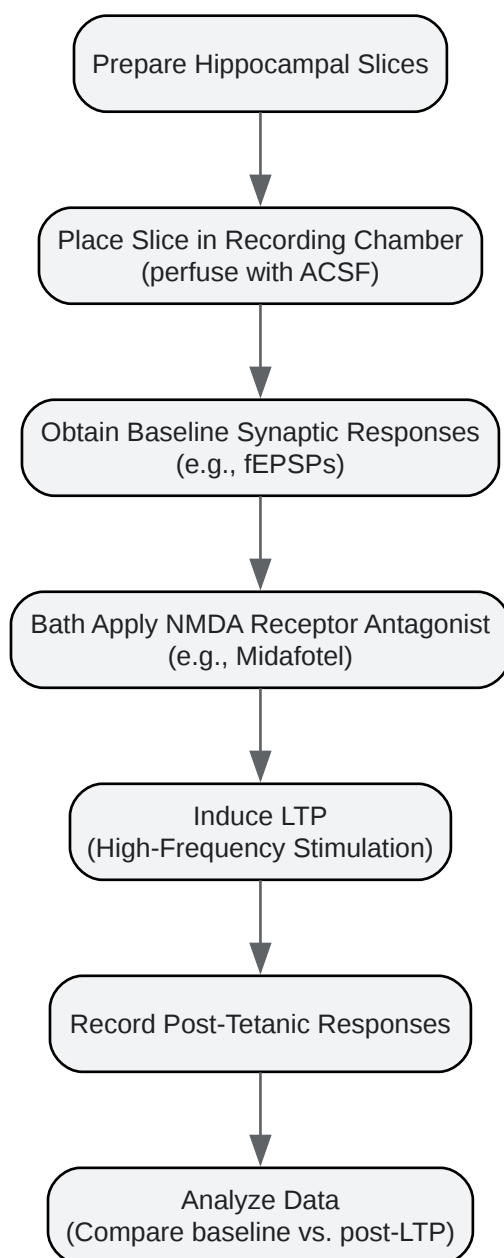 Prepare Hippocampal Slices
Place Slice in Recording Chamber
(perfuse with ACSF)
Obtain Baseline Synaptic Responses
(e.g., fEPSPs)
Bath Apply NMDA Receptor Antagonist
(e.g., Midafotel)
Induce LTP
(High-Frequency Stimulation)
Record Post-Tetanic Responses
Analyze Data
(Compare baseline vs. post-LTP)